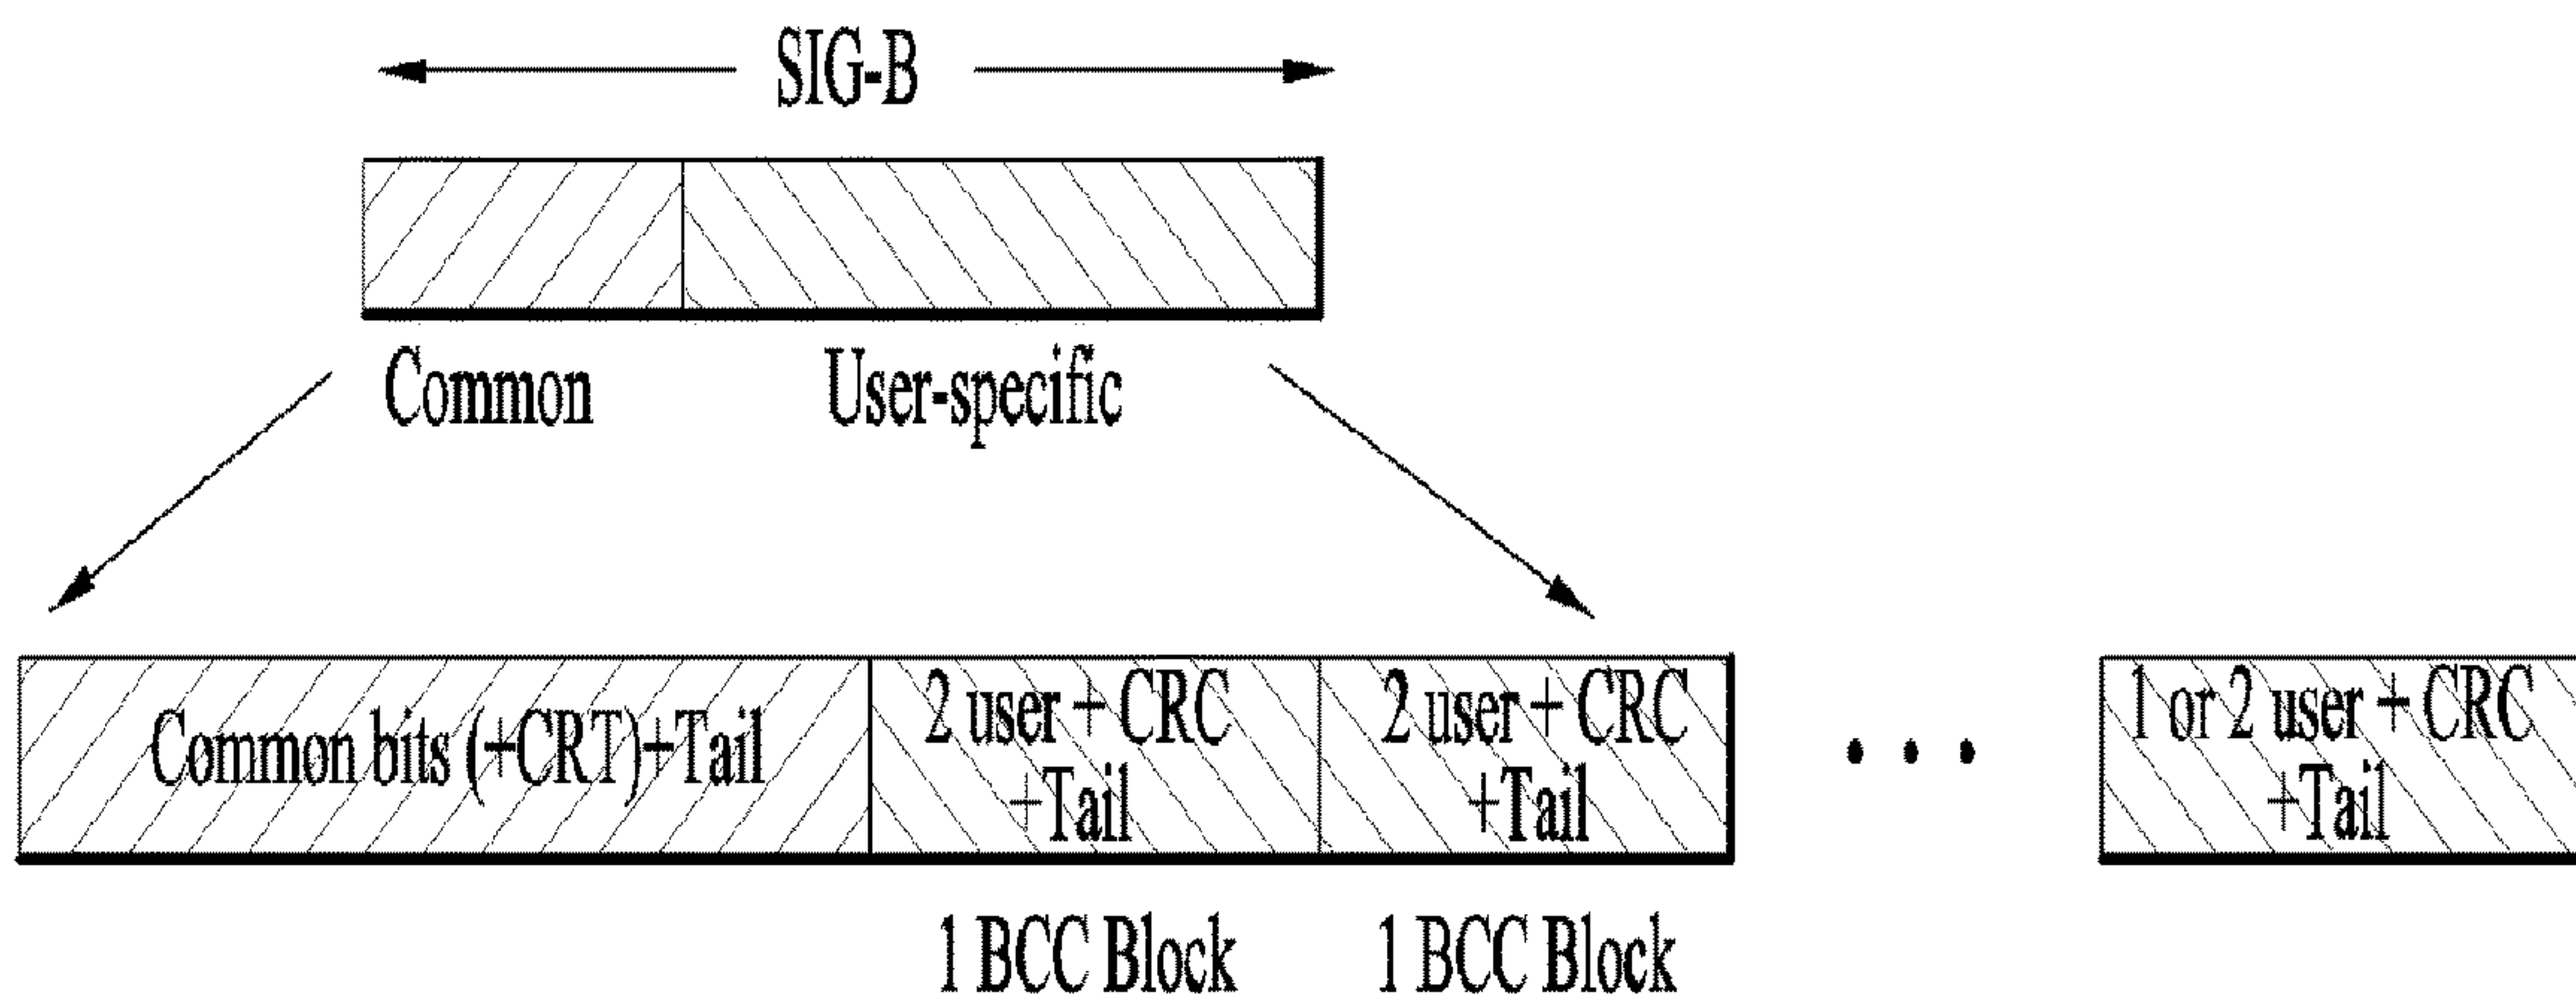 SIG-B
Common
User-specific
Common bits (+CRT)+Tail
2 user + CRC
+Tail
2 user + CRC
+Tail
1 or 2 user + CRC
+Tail
1 BCC Block
1 BCC Block